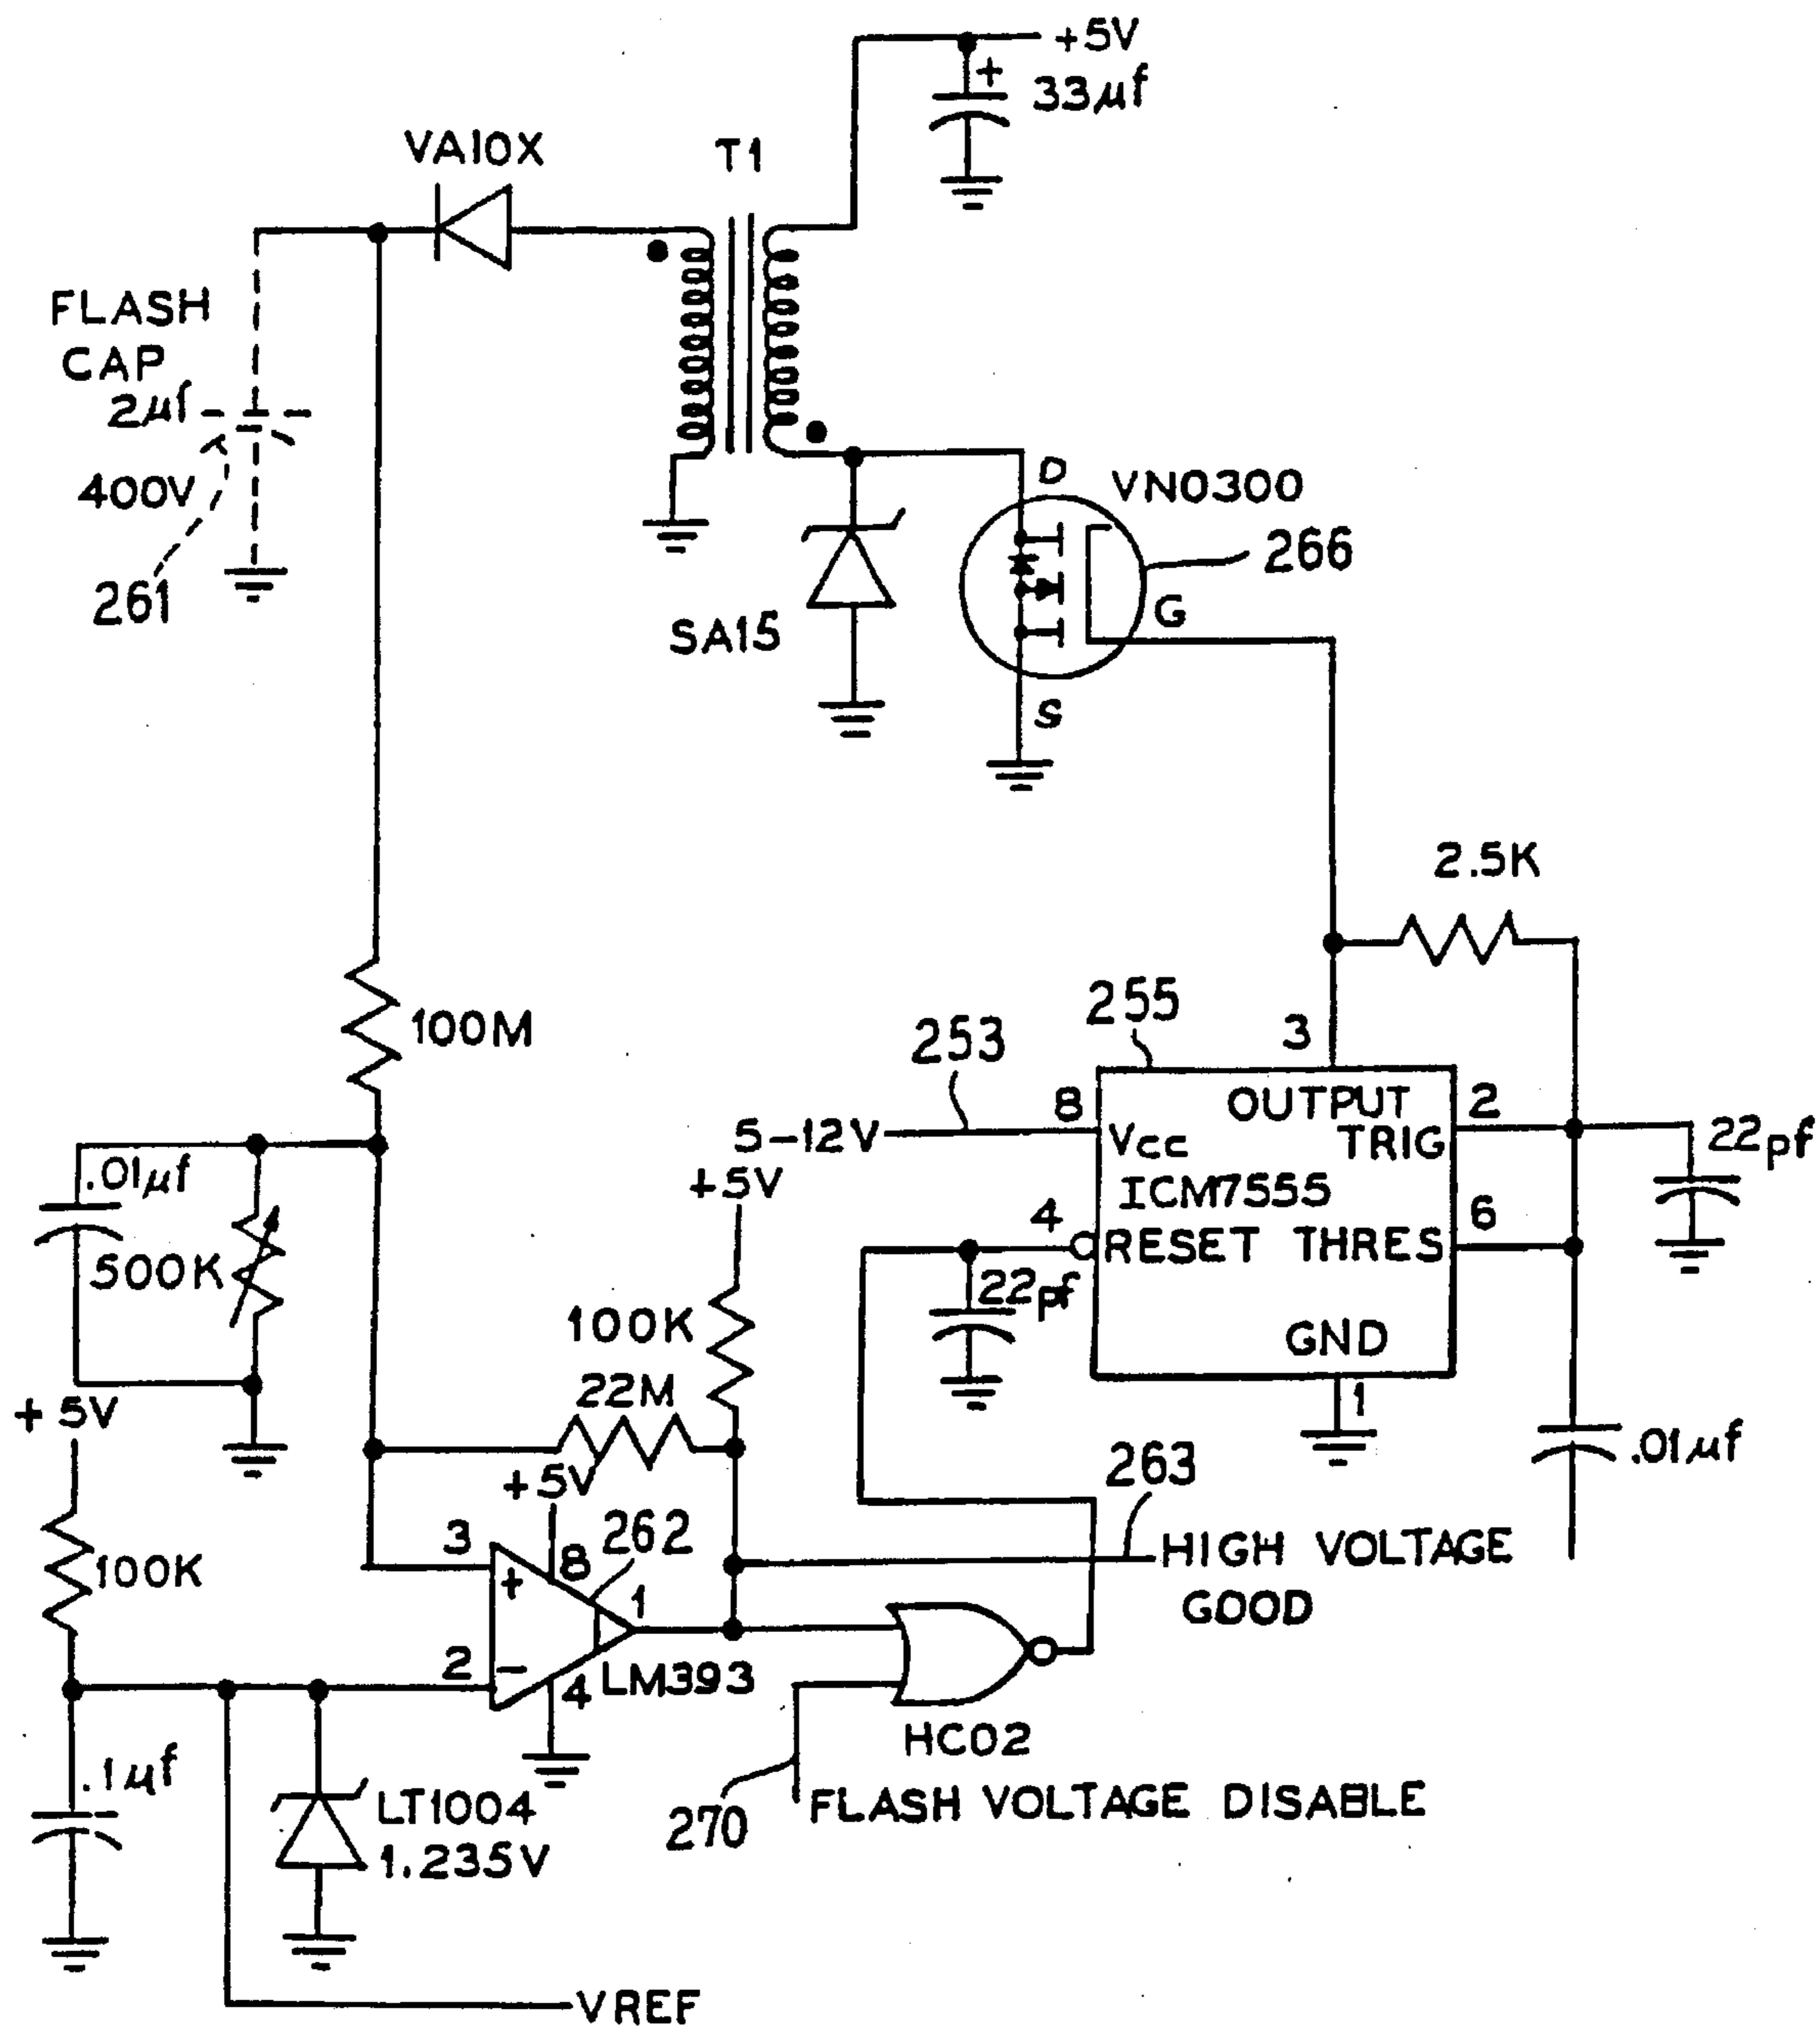 +5V
+
33µf
VA10X
T1
FLASH
CAP
2µf
400V
261
D
VN0300
266
G
SA15
S
2.5K
100M
255
253
3
8
OUTPUT
2
5-12V
Vcc
TRIG
22pf
.01µf
+5V
ICM7555
4
6
RESET
THRES
500K
22pf
100K
GND
22M
1
+5V
+5V
.01µf
263
262
3
8
HIGH VOLTAGE
GOOD
100K
+
1
2
-
4
LM393
HC02
.1µf
LT1004
1.235V
270
FLASH VOLTAGE DISABLE
VREF